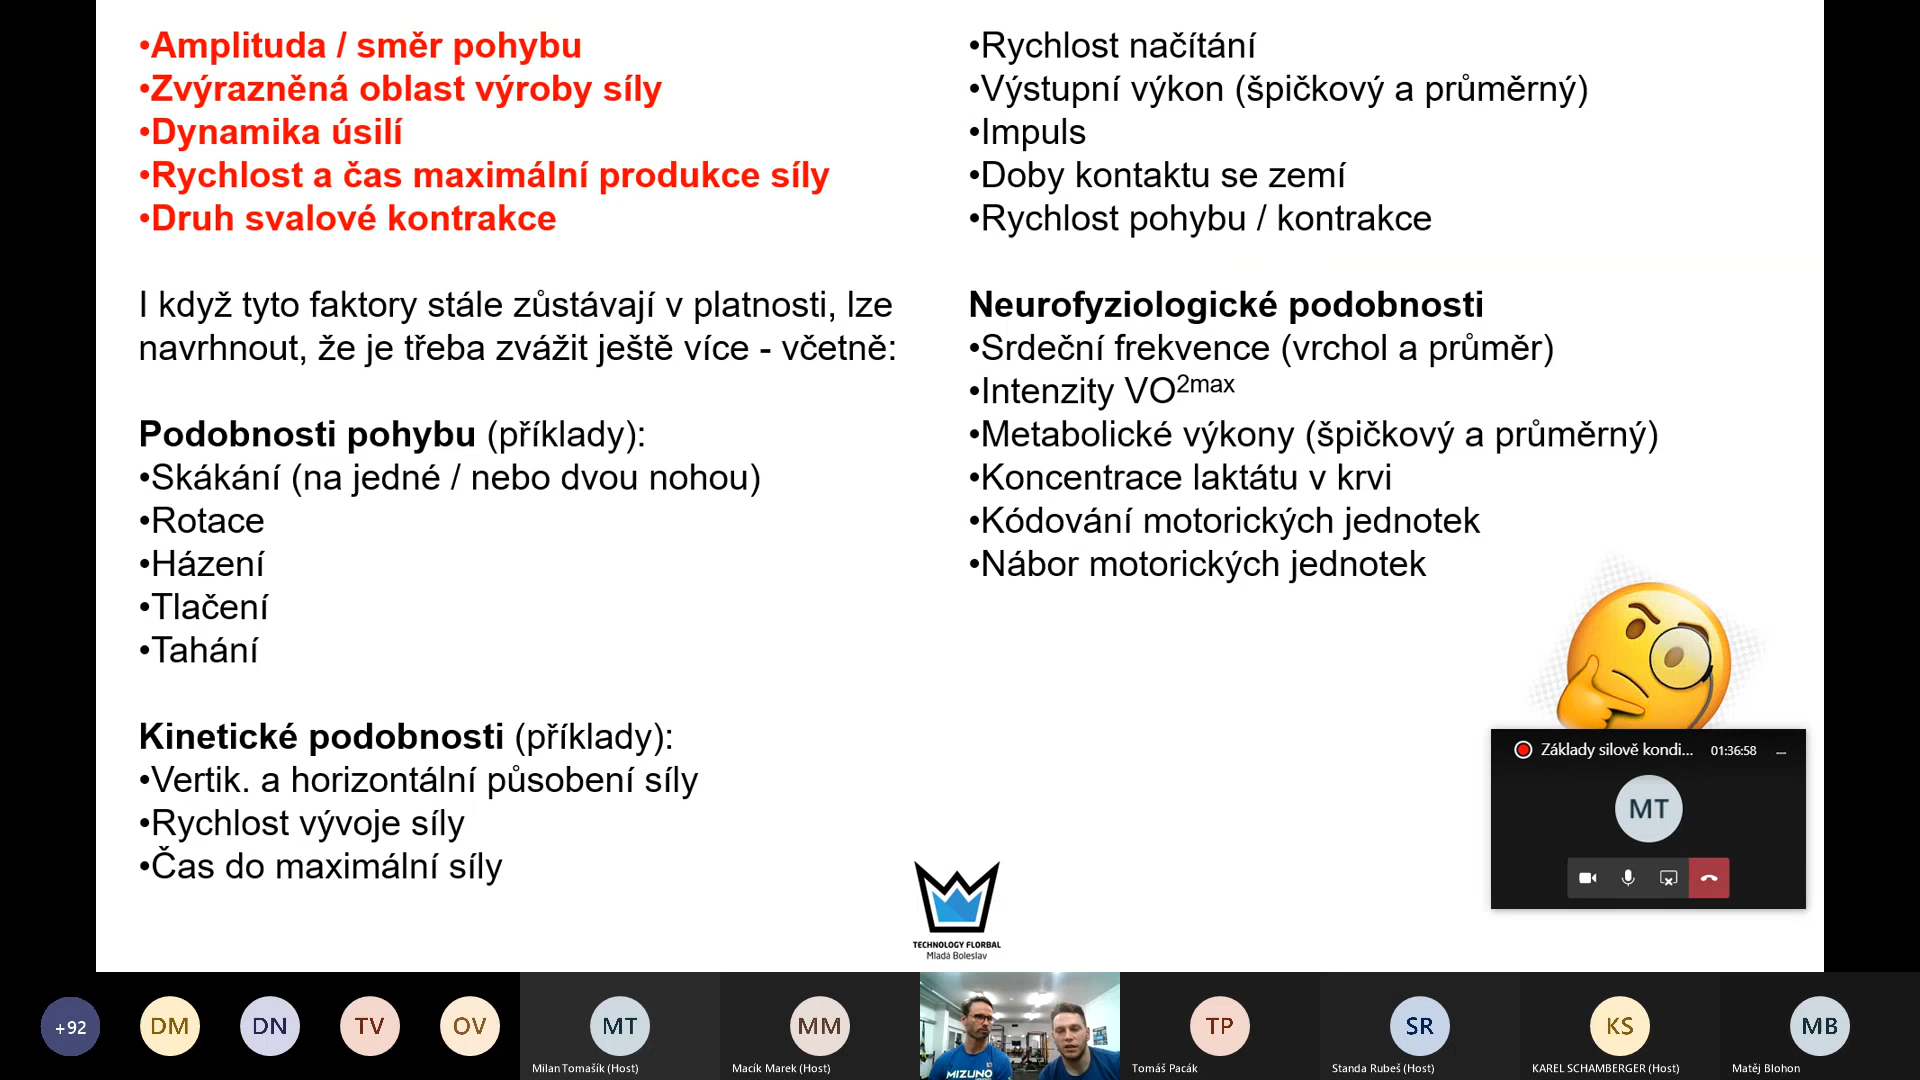 •Amplituda / směr pohybu
•Zvýrazněná oblast výroby síly
•Dynamika úsilí
•Rychlost a čas maximální produkce síly
•Druh svalové kontrakce
I když tyto faktory stále zůstávají v platnosti, lze
navrhnout, že je třeba zvážit ještě více - včetně:
Podobnosti pohybu (příklady):
•Skákání (na jedné / nebo dvou nohou)
•Rotace
•Házení
•Tlačení
•Tahání
Kinetické podobnosti (příklady):
•Vertik. a horizontální působení síly
•Rychlost vývoje síly
•Čas do maximální síly
•Rychlost načítání
•Výstupní výkon (špičkový a průměrný)
•Impuls
•Doby kontaktu se zemí
•Rychlost pohybu / kontrakce
Neurofyziologické podobnosti
•Srdeční frekvence (vrchol a průměr)
•Intenzity VO2max
•Metabolické výkony (špičkový a průměrný)
•Koncentrace laktátu v krvi
•Kódování motorických jednotek
•Nábor motorických jednotek
Základy silově kondi... 01:36:58
MT
TECHNOLOGY FLORBAL
Mladá Boleslav
+92
DM
DN
TV
OV
MT
Milan Tomašík (Host)
MM
Macík Marek (Host)
MIZUNO
TP
Tomáš Pacák
SR
Standa Rubeš (Host)
KS
KAREL SCHAMBERGER (Host)
MB
Matěj Blohon